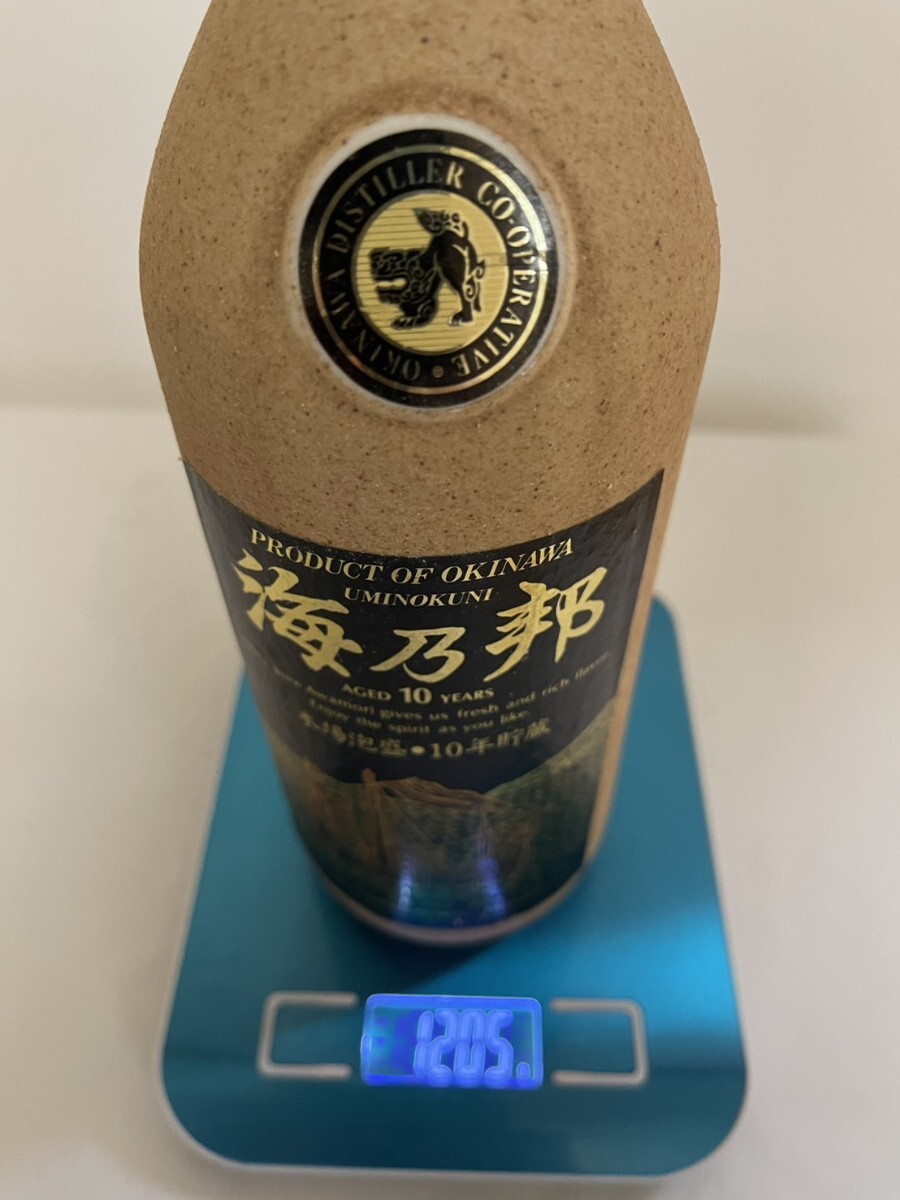 OKINAWA DISTILLER CO-OPERATIVE •
PRODUCT OF OKINAWA
UMINOKUNI
海乃邦
AGED 10 YEARS
Pure Awamori gives us fresh and rich flavor.
Enjoy the spirit as you like.
本場泡盛●10年貯蔵
1205